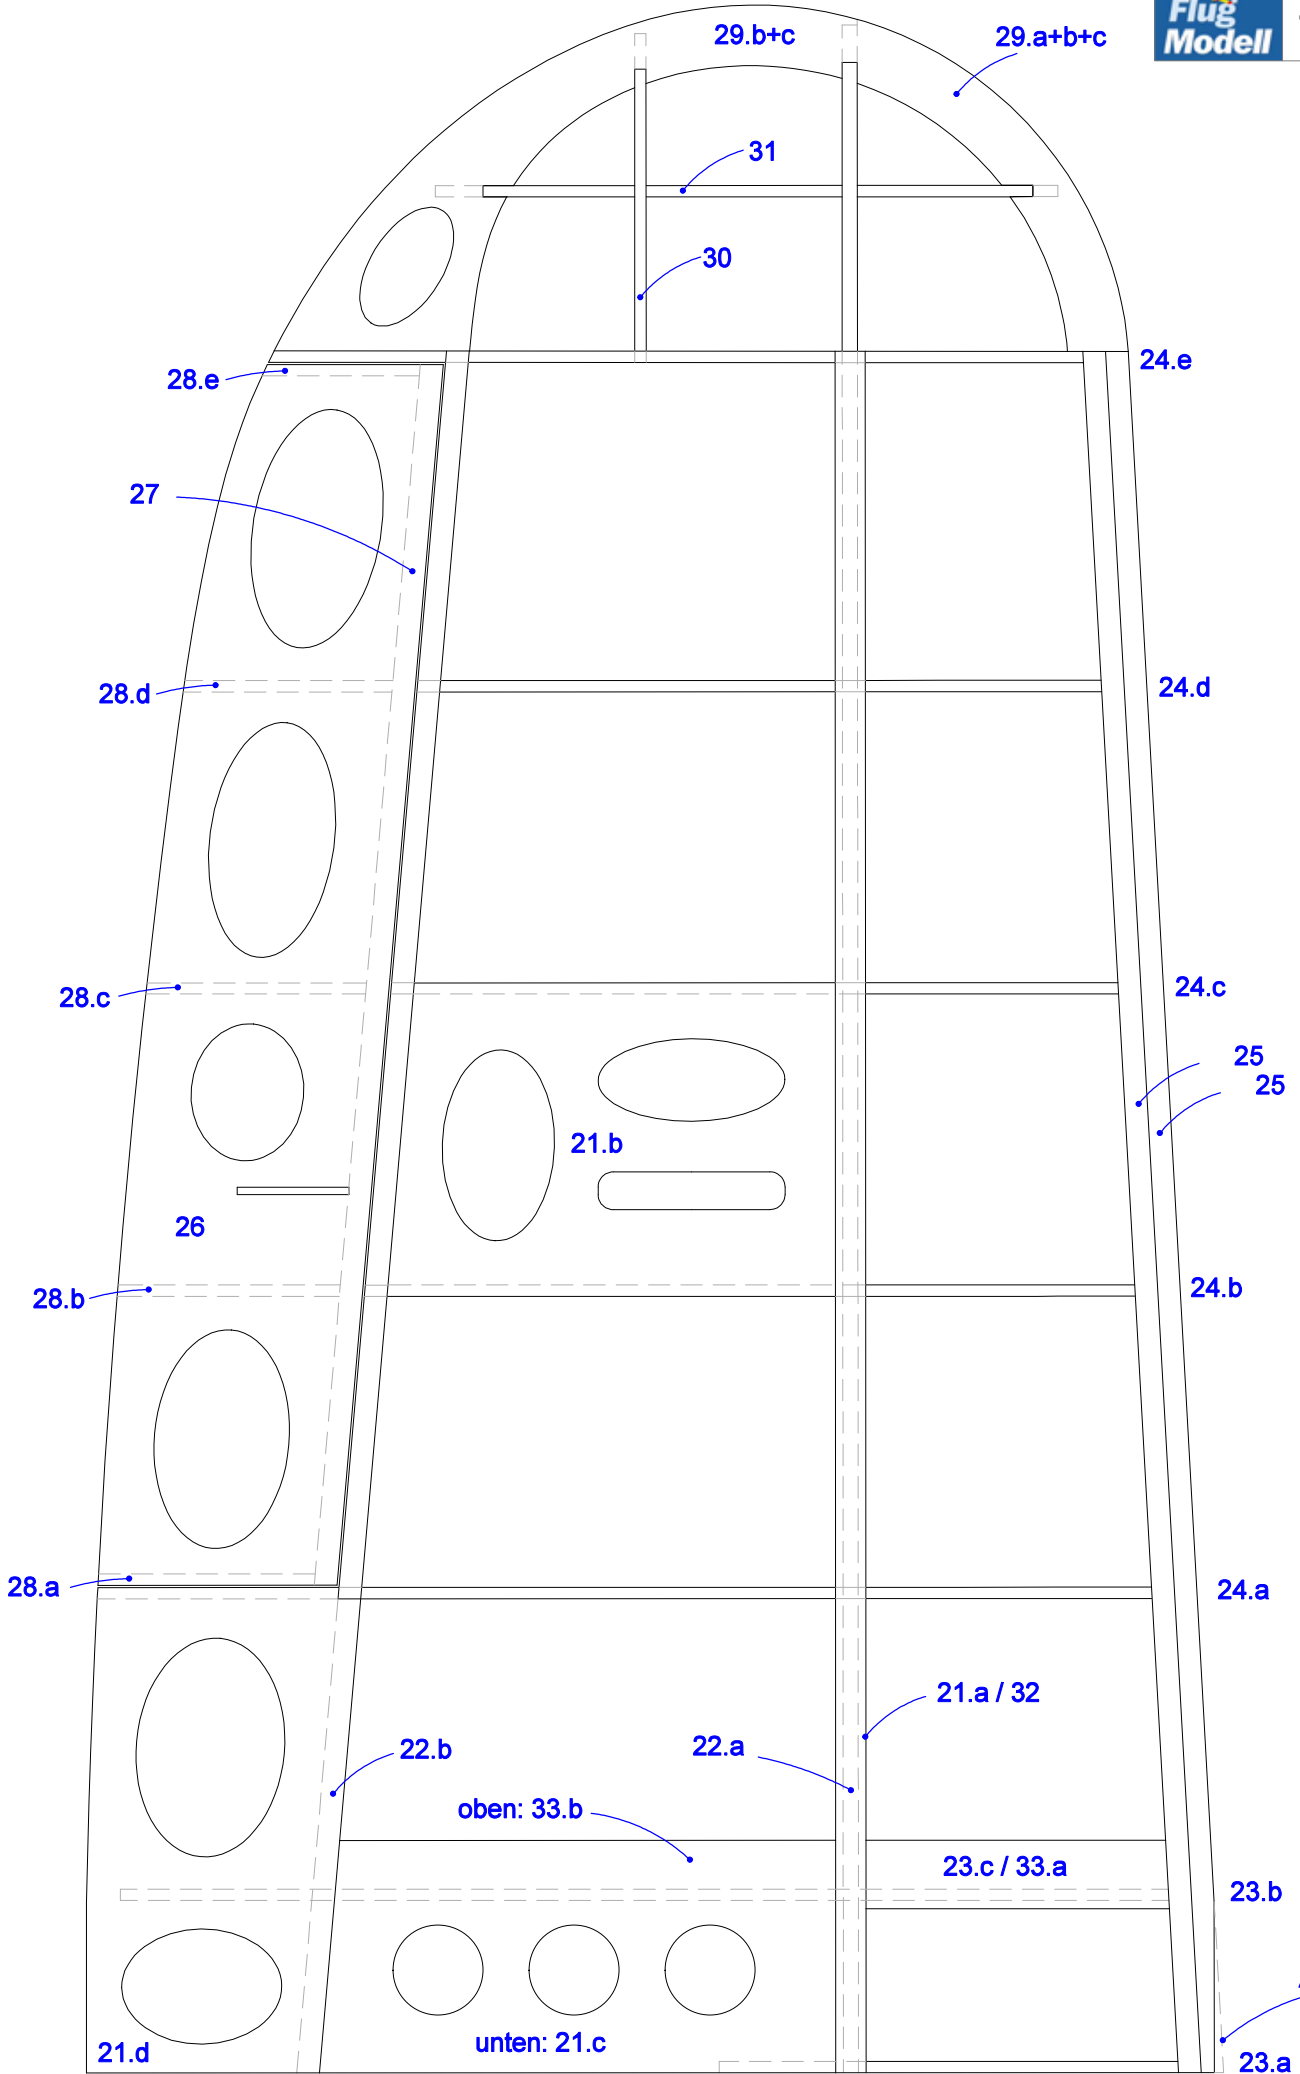 Flug
Modell
29.b+c
29.a+b+c
31
30
24.e
28.e
27
28.d
24.d
28.c
24.c
25
25
21.b
26
28.b
24.b
28.a
24.a
21.a / 32
22.b
22.a
oben: 33.b
23.c / 33.a
23.b
unten: 21.c
21.d
23.a